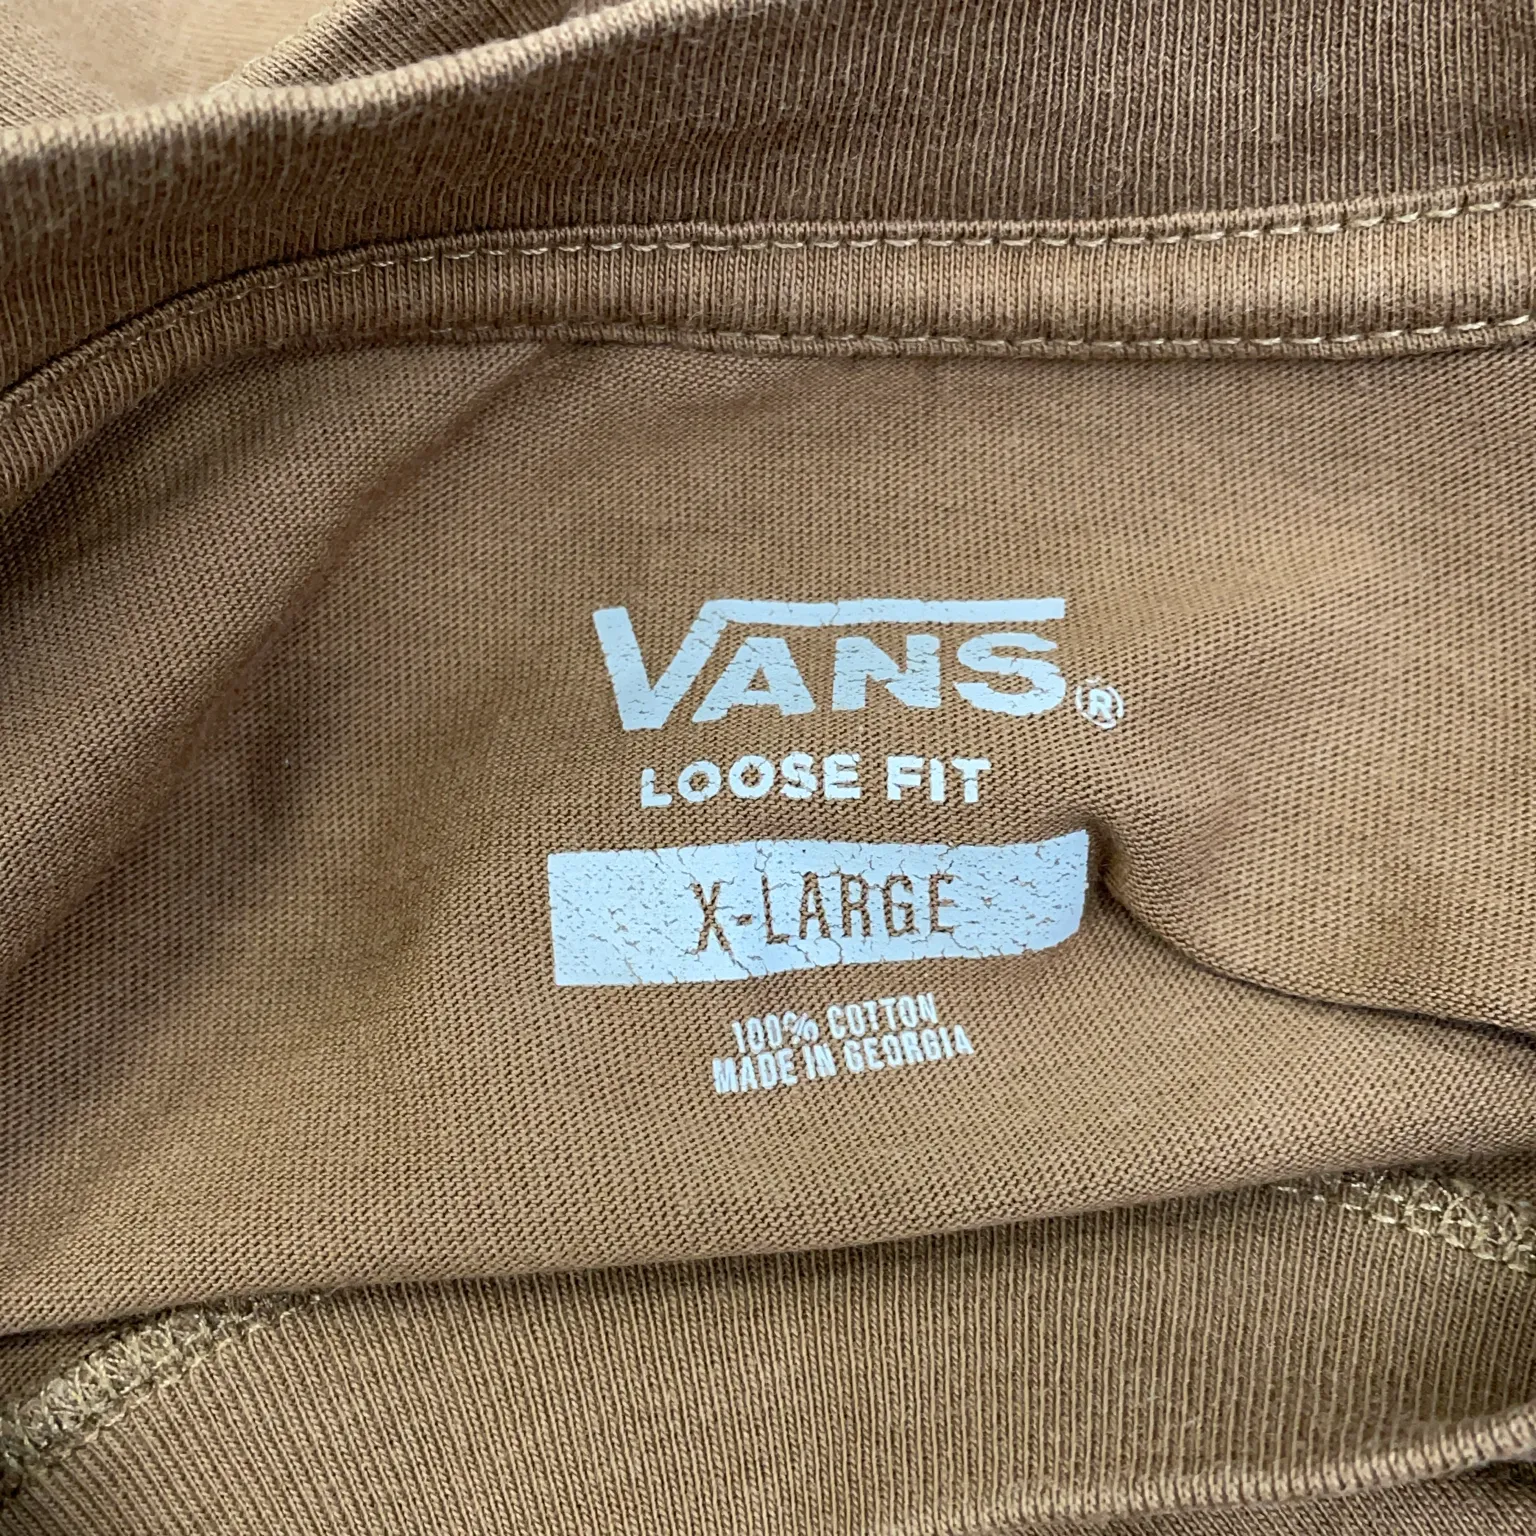 VANS®
LOOSE FIT
X-LARGE
100% COTTON
MADE IN GEORGIA